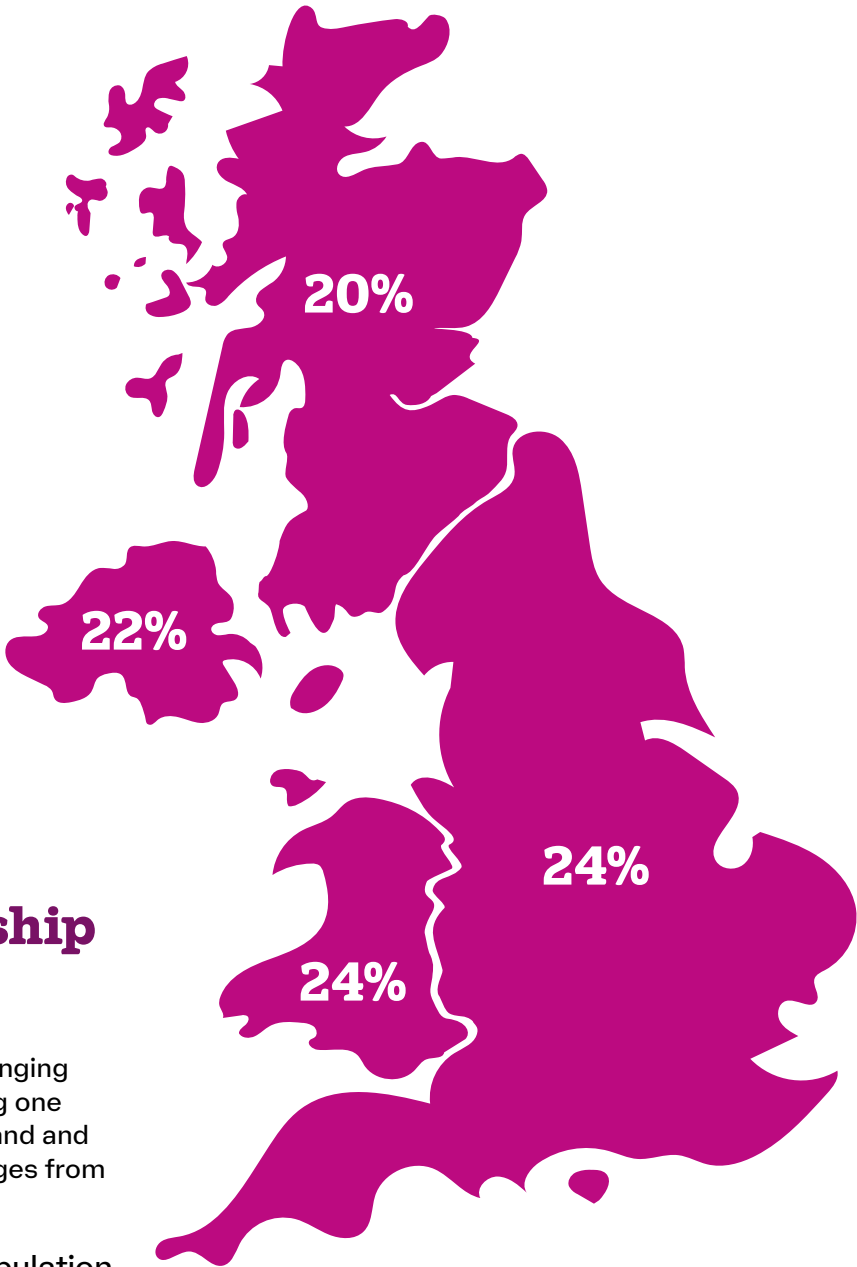 20%
22%
24%
24%
ship
nging
one
and and
ges from